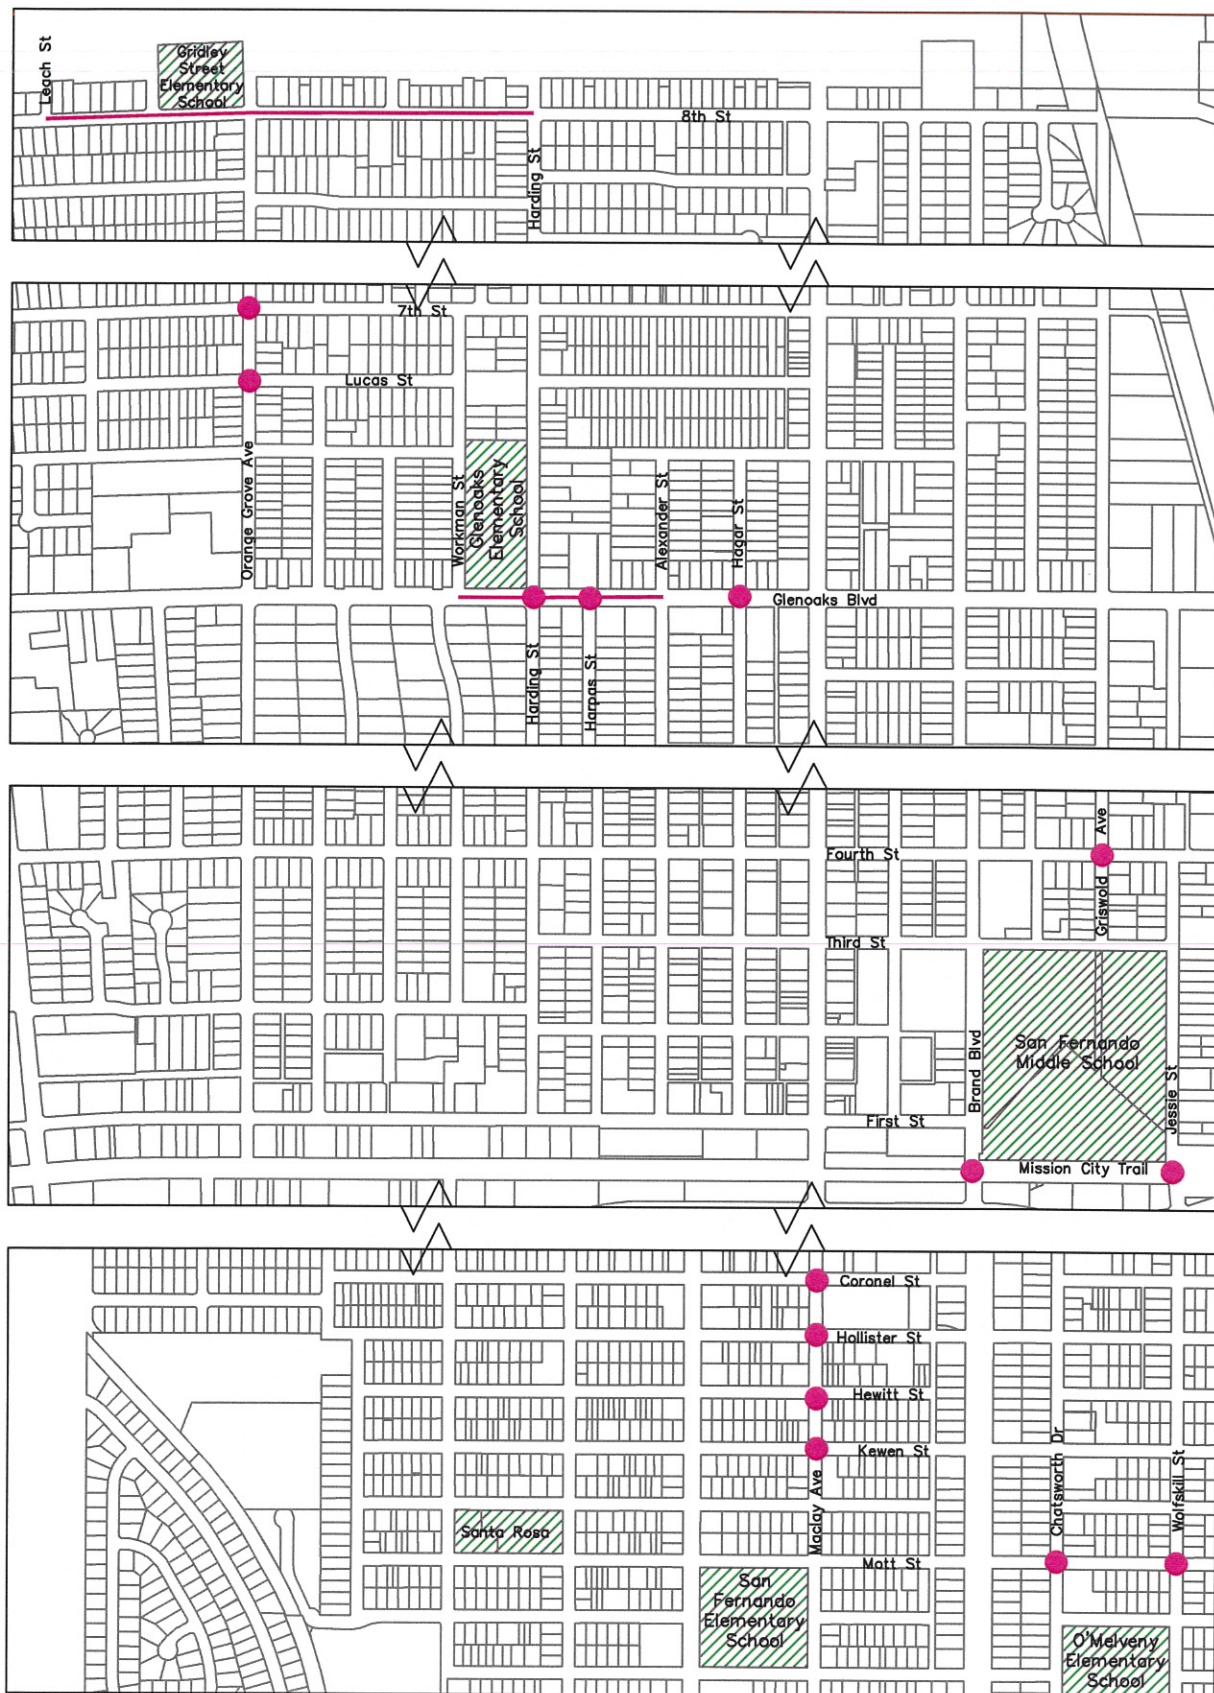 Leach St
Gridley
Street
Elementary
School
8th St
Harding St
7th St
Lucas St
Orange Grove Ave
Workman St
Glenoaks
Elementary
School
Alexander St
Hagar St
Glenoaks Blvd
Harding St
Harpas St
Fourth St
Griswold Ave
Third St
San Fernando
Middle School
Brand Blvd
Jessie St
First St
Mission City Trail
Coronel St
Hollister St
Hewitt St
Kewen St
Maclay Ave
Chatsworth Dr
Wolfskill St
Santa Rosa
Mott St
San
Fernando
Elementary
School
O'Melveny
Elementary
School